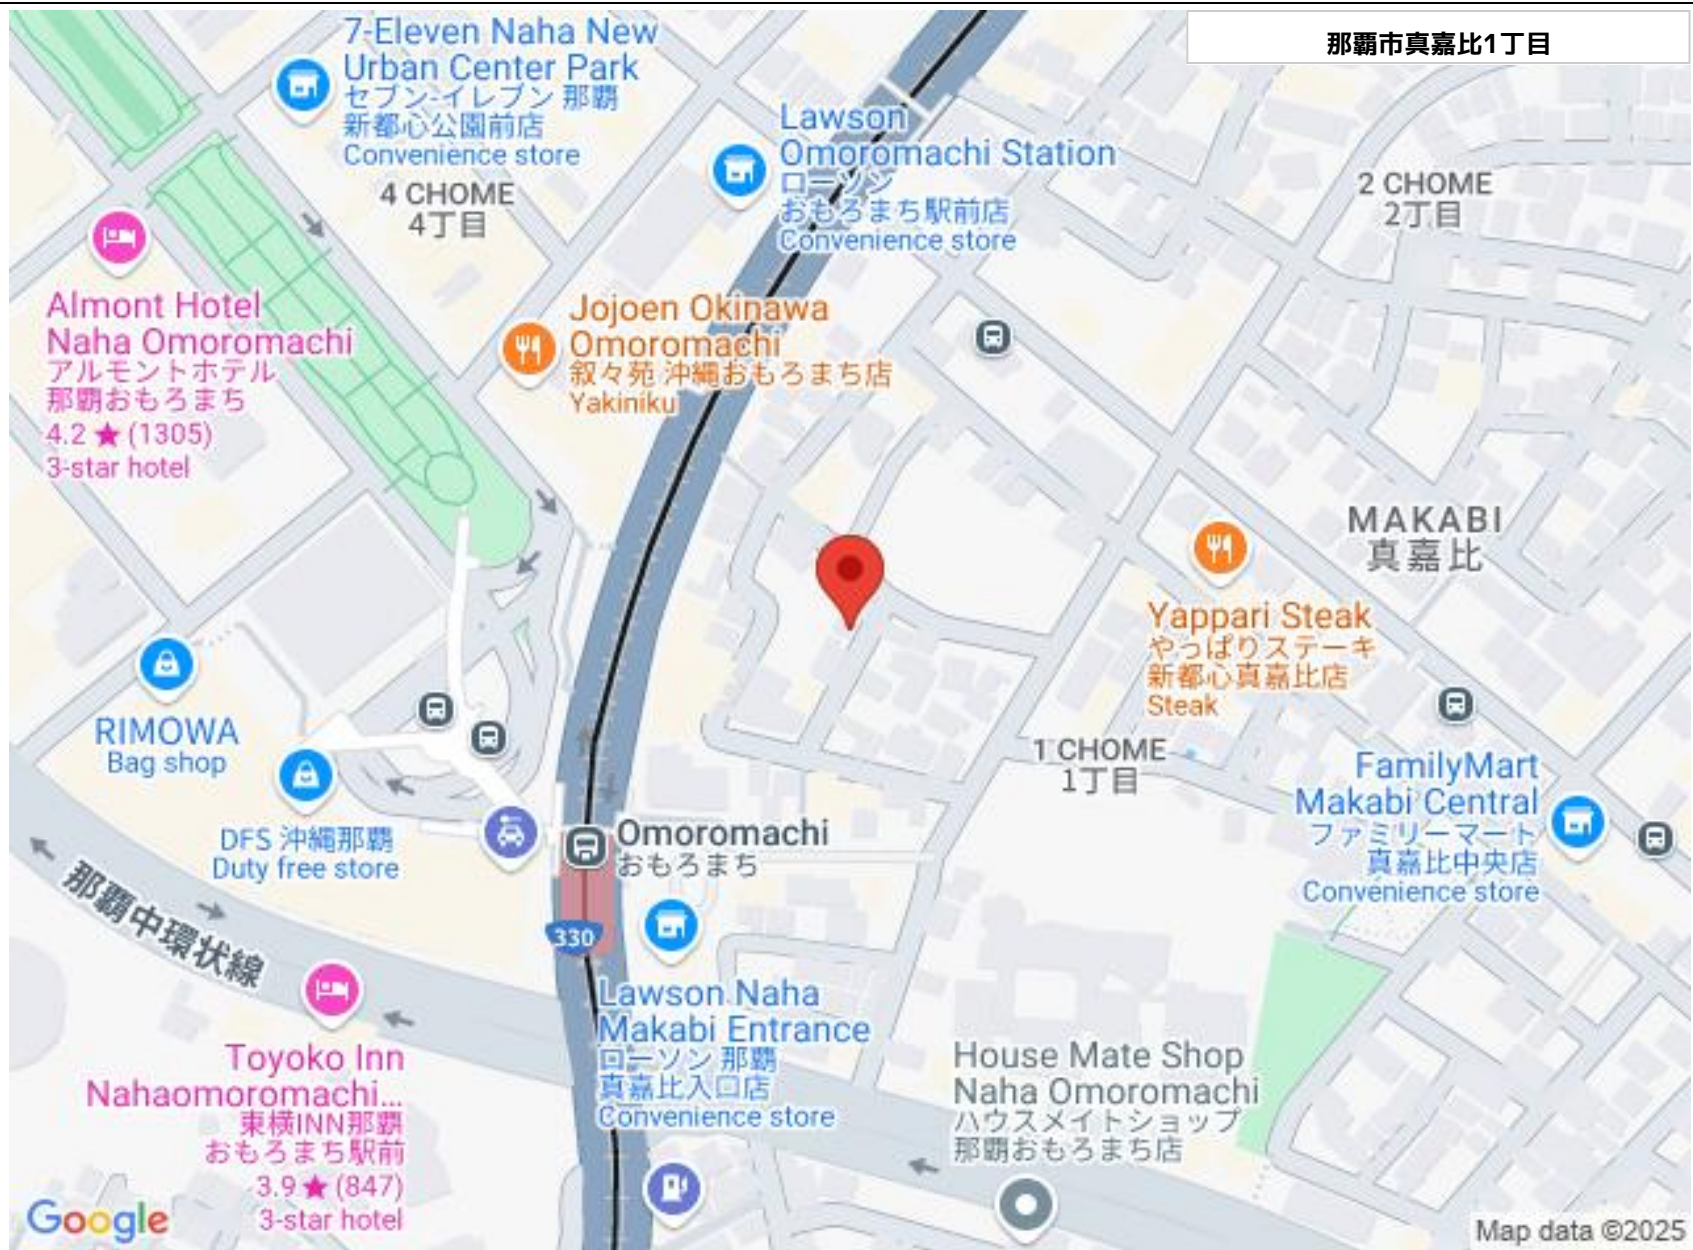 那覇市真嘉比1丁目
7-Eleven Naha New
Urban Center Park
セブン-イレブン 那覇
新都心公園前店
Convenience store
4 CHOME
4丁目
Lawson
Omoromachi Station
ローソン
おもろまち駅前店
Convenience store
2 CHOME
2丁目
Almont Hotel
Naha Omoromachi
アルモントホテル
那覇おもろまち
4.2 ★ (1305)
3-star hotel
Jojoen Okinawa
Omoromachi
叙々苑 沖縄おもろまち店
Yakiniku
MAKABI
真嘉比
Yappari Steak
やっぱりステーキ
新都心真嘉比店
Steak
RIMOWA
Bag shop
1 CHOME
1丁目
FamilyMart
Makabi Central
ファミリーマート
真嘉比中央店
Convenience store
DFS 沖縄那覇
Duty free store
Omoromachi
おもろまち
那覇中環状線
330
Lawson Naha
Makabi Entrance
ローソン 那覇
真嘉比入口店
Convenience store
House Mate Shop
Naha Omoromachi
ハウスメイトショップ
那覇おもろまち店
Toyoko Inn
Nahaomoromachi...
東横INN那覇
おもろまち駅前
3.9 ★ (847)
3-star hotel
Google
Map data ©2025